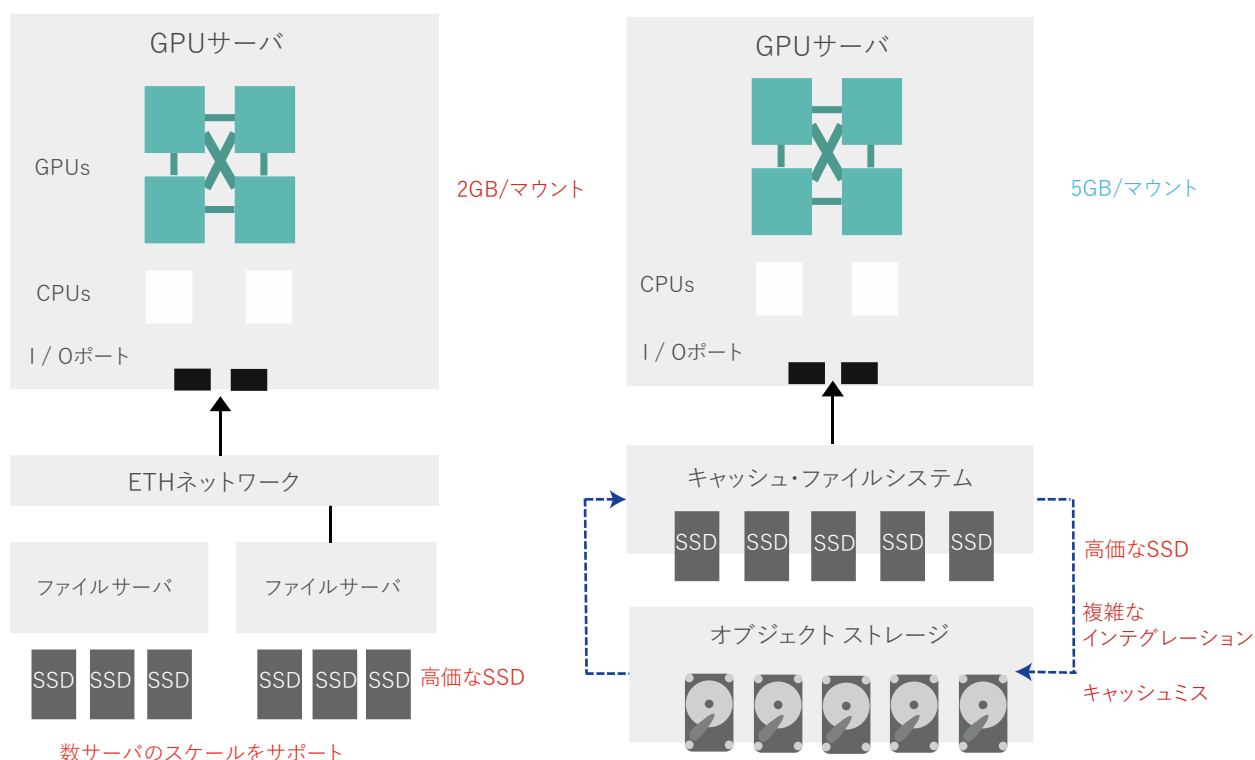 GPUサーバ
GPUs
2GB/マウント
CPUs
I / Oポート
ETHネットワーク
ファイルサーバ
ファイルサーバ
SSD
SSD
SSD
SSD
SSD
SSD
高価なSSD
数サーバのスケールをサポート
GPUサーバ
5GB/マウント
CPUs
I / Oポート
キャッシュ・ファイルシステム
SSD
SSD
SSD
SSD
SSD
高価なSSD
複雑な
インテグレーション
オブジェクト ストレージ
キャッシュミス